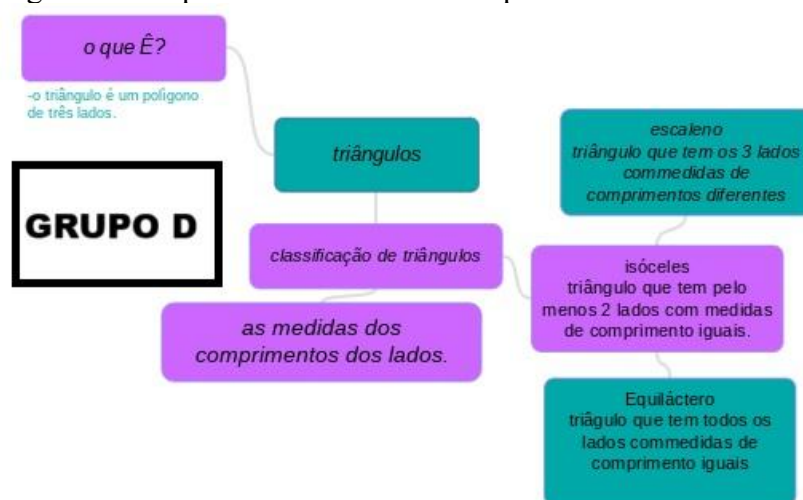 o que Ê?
-o triângulo é um polígono
de três lados.
triângulos
GRUPO D
classificação de triângulos
as medidas dos
comprimentos dos lados.
escaleno
triângulo que tem os 3 lados
commedidas de
comprimentos diferentes
isóceles
triângulo que tem pelo
menos 2 lados com medidas
de comprimento iguais.
Equiláctero
triâgulo que tem todos os
lados commedidas de
comprimento iguais